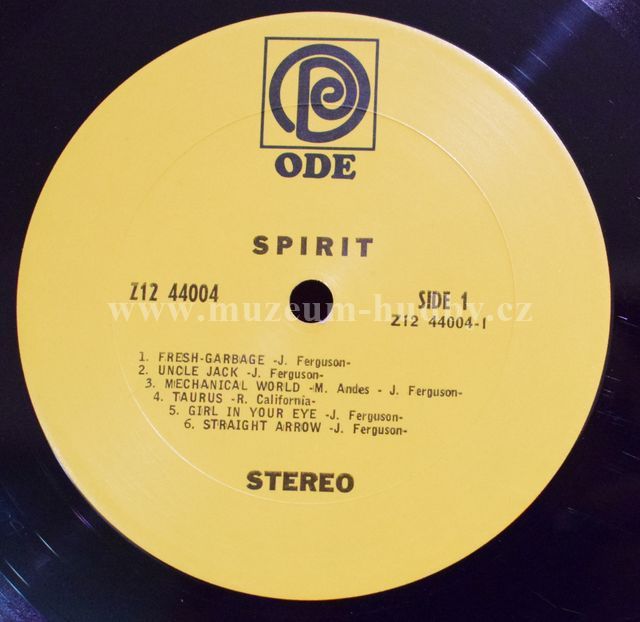 ODE
SPIRIT
Z12 44004
SIDE 1
Z12 44004-1
www.muzeum-hudby.cz
1. FRESH-GARBAGE -J. Ferguson-
2. UNCLE JACK -J. Ferguson-
3. MECHANICAL WORLD -M. Andes - J. Ferguson-
4. TAURUS -R. California-
5. GIRL IN YOUR EYE -J. Ferguson-
6. STRAIGHT ARROW -J. Ferguson-
STEREO